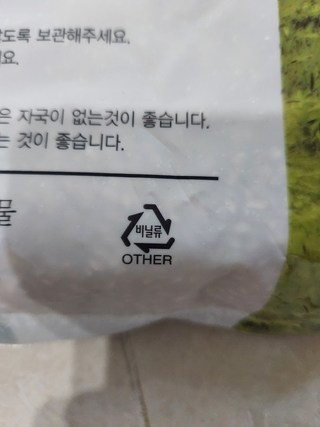 도록 보관해주세요.
요.
은 자국이 없는것이 좋습니다.
는 것이 좋습니다.
물
비닐류
OTHER